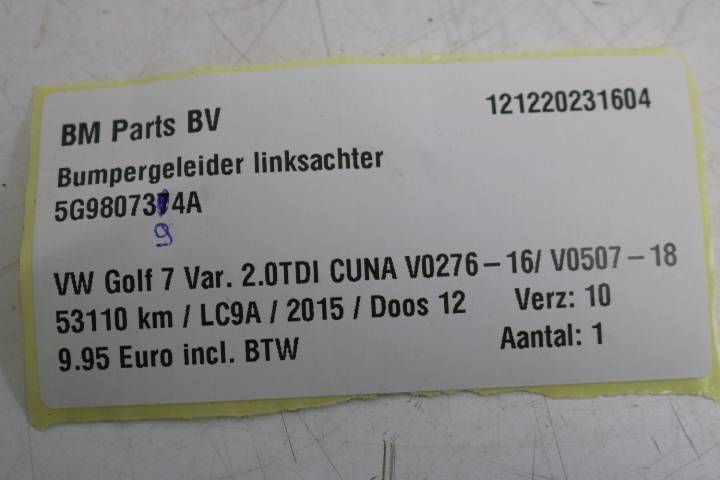 BM Parts BV 121220231604
Bumpergeleider linksachter
5G9807374A
9
VW Golf 7 Var. 2.0TDI CUNA V0276-16/ V0507-18
53110 km / LC9A / 2015 / Doos 12 Verz: 10
9.95 Euro incl. BTW Aantal: 1